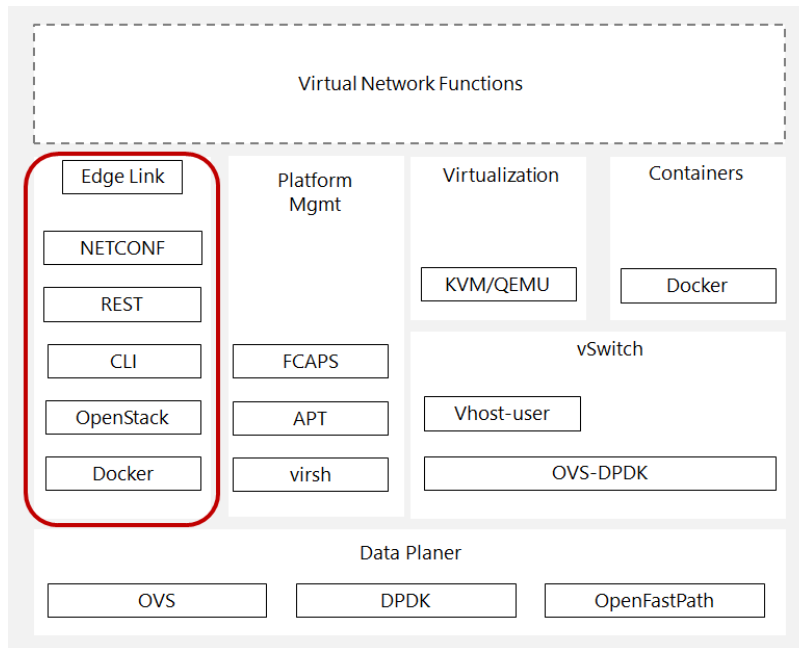 Virtual Network Functions
Edge Link
NETCONF
REST
CLI
OpenStack
Docker
Platform
Mgmt
FCAPS
APT
virsh
Virtualization
KVM/QEMU
Containers
Docker
vSwitch
Vhost-user
OVS-DPDK
Data Planer
OVS
DPDK
OpenFastPath